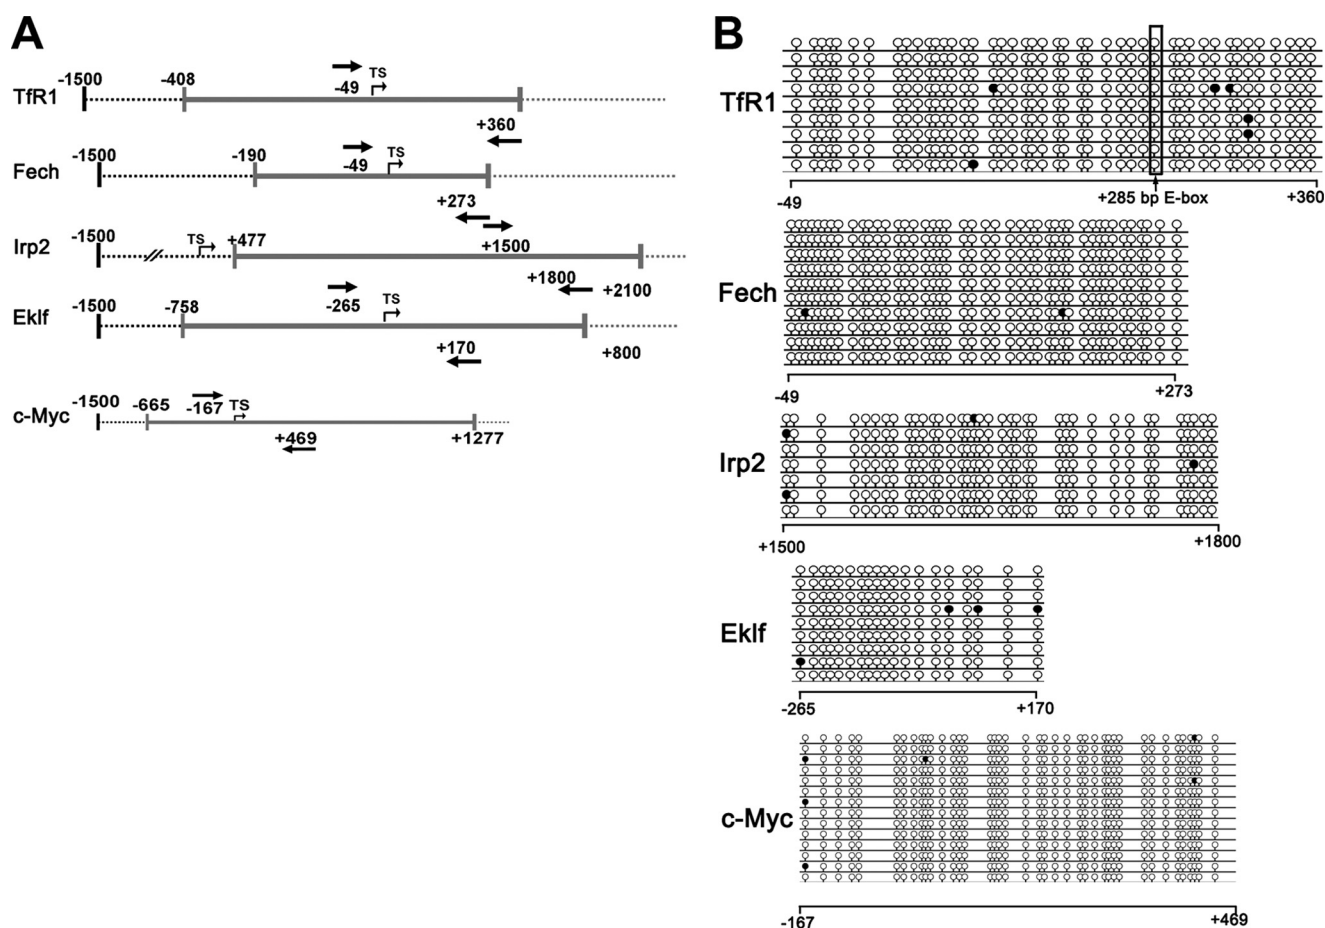 A
-1500
-408
-49
TS
TfR1
+360
-1500
-190
-49
TS
Fech
+273
-1500
TS
+477
+1500
Irp2
+1800
+2100
-1500
-758
-265
TS
Eklf
+170
+800
-1500
-665
-167
TS
c-Myc
+469
+1277
B
TfR1
-49
+285 bp E-box
+360
Fech
-49
+273
Irp2
+1500
+1800
Eklf
-265
+170
c-Myc
-167
+469